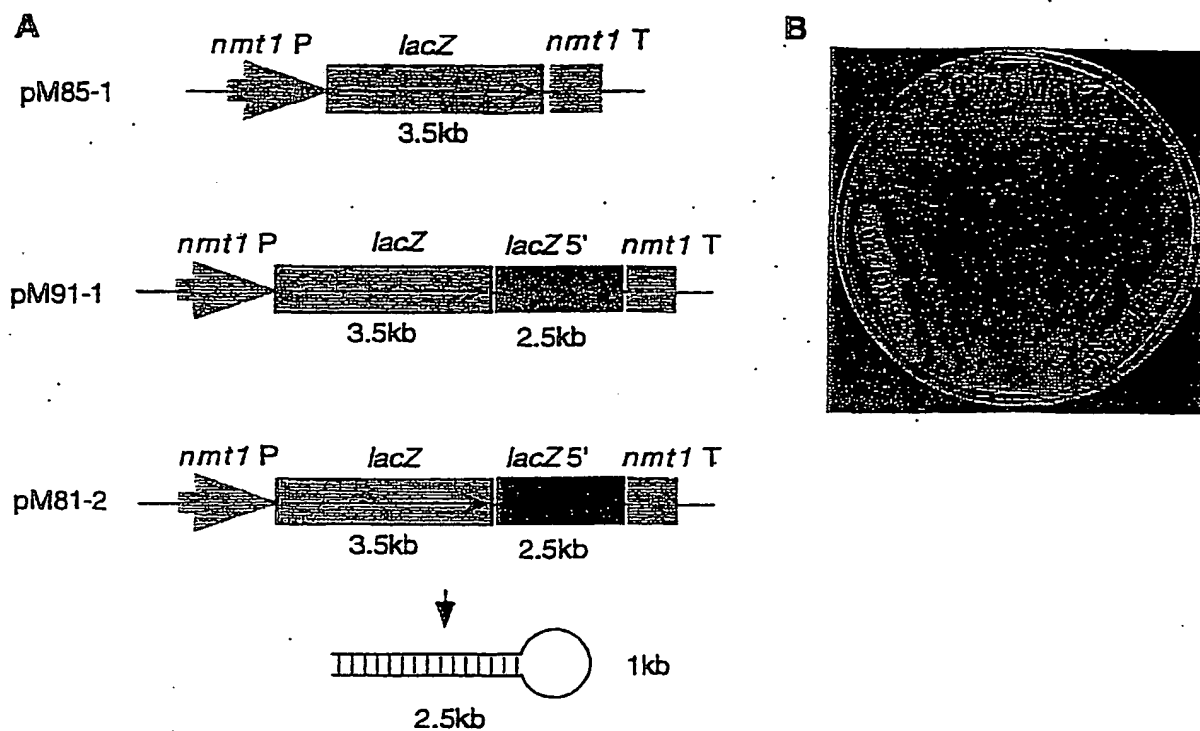 A
nmt1 P lacZ nmt1 T
pM85-1
3.5kb
nmt1 P lacZ lacZ 5' nmt1 T
pM91-1
3.5kb 2.5kb
nmt1 P lacZ lacZ 5' nmt1 T
pM81-2
3.5kb 2.5kb
1kb
2.5kb
B